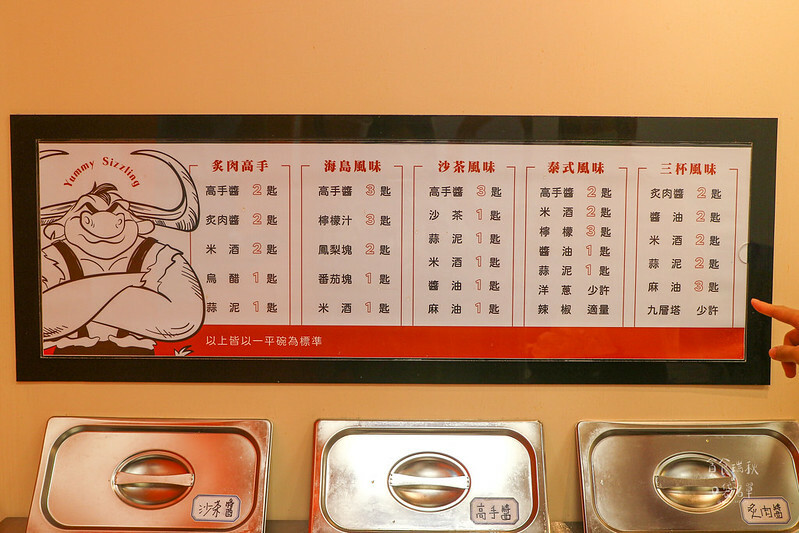 Yummy Sizzling
炙肉高手
高手醬 2 匙
炙肉醬 2 匙
米酒 2 匙
烏醋 1 匙
蒜泥 1 匙
海島風味
高手醬 3 匙
檸檬汁 3 匙
鳳梨塊 2 匙
番茄塊 1 匙
米酒 1 匙
沙茶風味
高手醬 3 匙
沙茶 1 匙
蒜泥 1 匙
米酒 1 匙
醬油 1 匙
麻油 1 匙
泰式風味
高手醬 2 匙
米酒 2 匙
檸檬 3 匙
醬油 1 匙
蒜泥 1 匙
洋蔥 少許
辣椒 適量
三杯風味
炙肉醬 2 匙
醬油 2 匙
米酒 2 匙
蒜泥 2 匙
麻油 3 匙
九層塔 少許
以上皆以一平碗為標準
沙茶醬
高手醬
炙肉醬